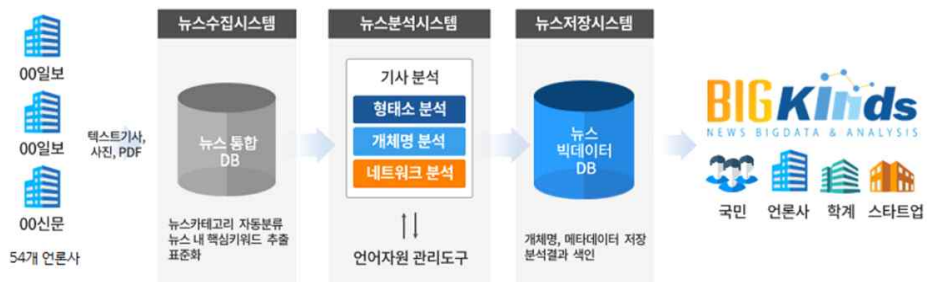 00일보
00일보
00신문
54개 언론사
텍스트기사,
사진, PDF
뉴스수집시스템
뉴스 통합
DB
뉴스카테고리 자동분류
뉴스 내 핵심키워드 추출
표준화
뉴스분석시스템
기사 분석
형태소 분석
개체명 분석
네트워크 분석
언어자원 관리도구
뉴스저장시스템
뉴스
빅데이터
DB
개체명, 메타데이터 저장
분석결과 색인
BIGKinds
NEWS BIGDATA & ANALYSIS
국민 언론사 학계 스타트업